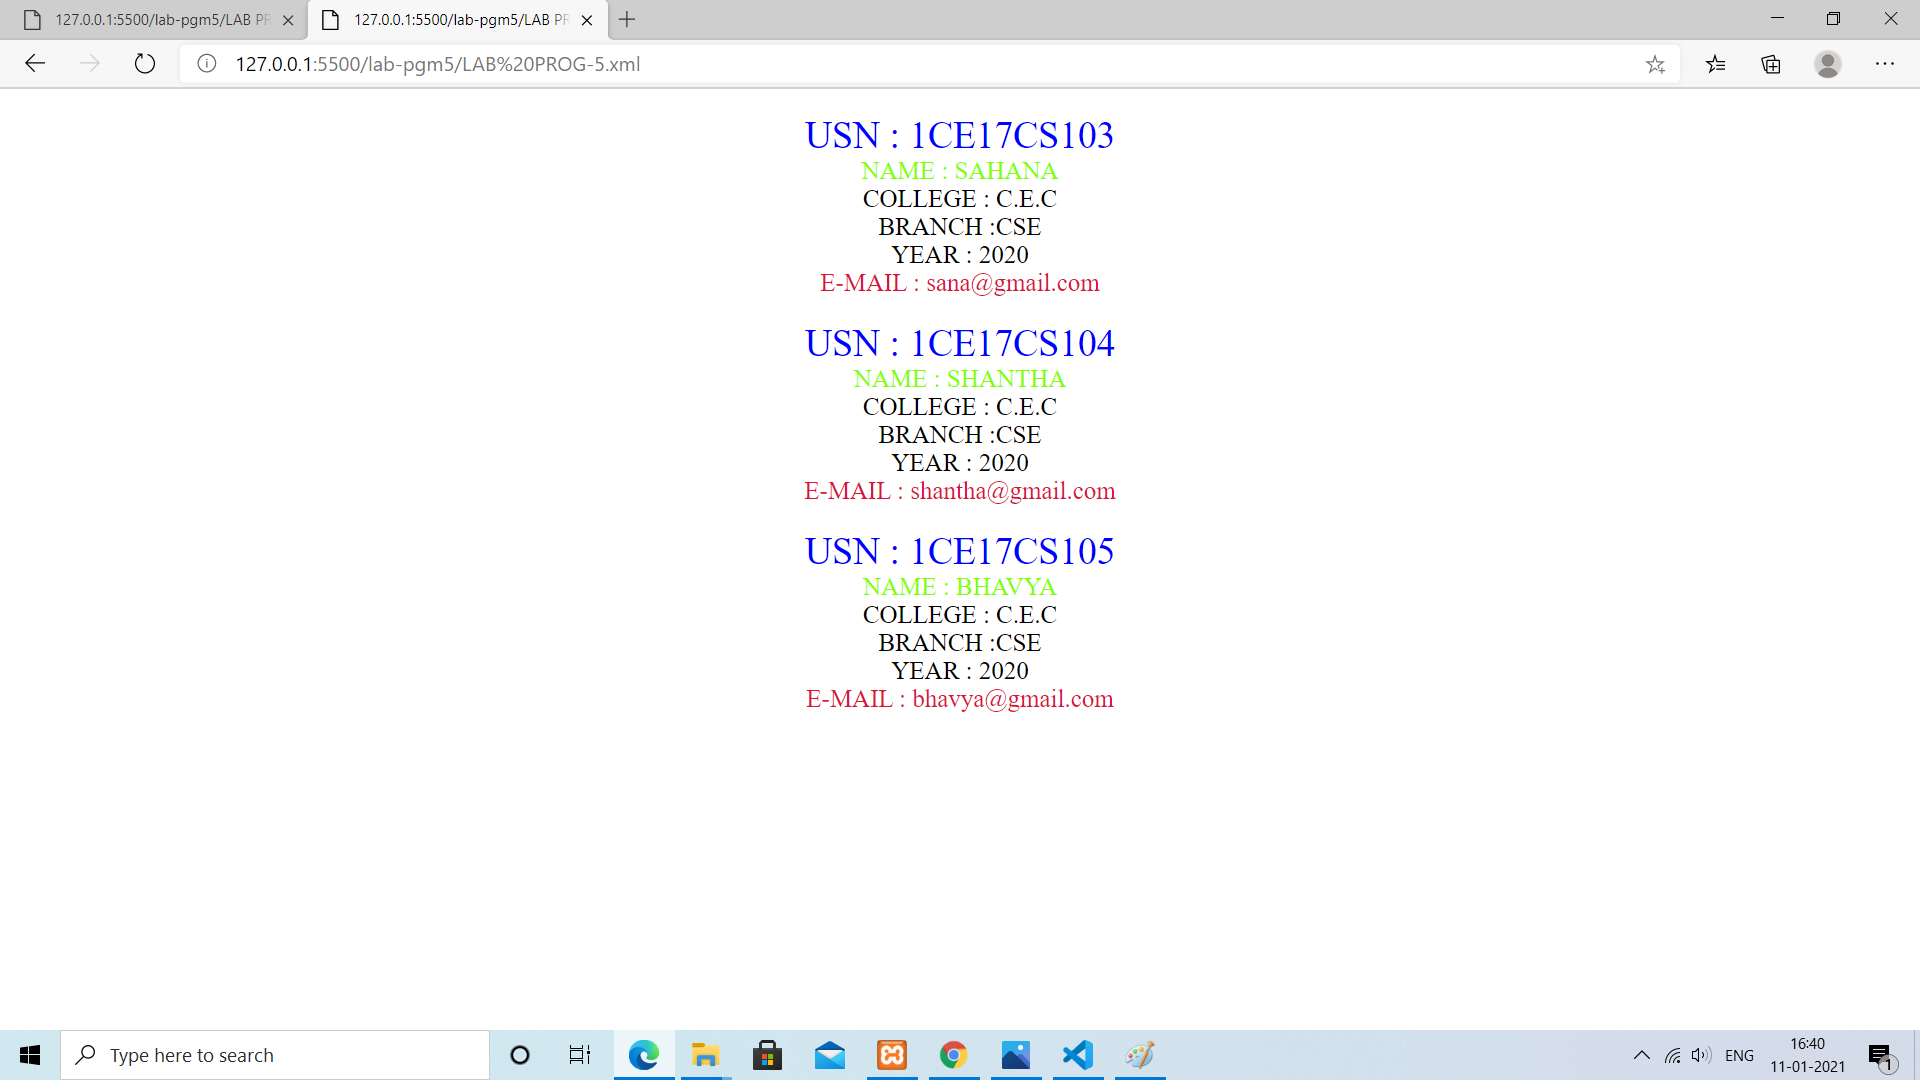 127.0.0.1:5500/lab-pgm5/LAB PR
127.0.0.1:5500/lab-pgm5/LAB PR
127.0.0.1:5500/lab-pgm5/LAB%20PROG-5.xml
USN : 1CE17CS103
NAME : SAHANA
COLLEGE : C.E.C
BRANCH :CSE
YEAR : 2020
E-MAIL : sana@gmail.com
USN : 1CE17CS104
NAME : SHANTHA
COLLEGE : C.E.C
BRANCH :CSE
YEAR : 2020
E-MAIL : shantha@gmail.com
USN : 1CE17CS105
NAME : BHAVYA
COLLEGE : C.E.C
BRANCH :CSE
YEAR : 2020
E-MAIL : bhavya@gmail.com
Type here to search
ENG
16:40
11-01-2021
1